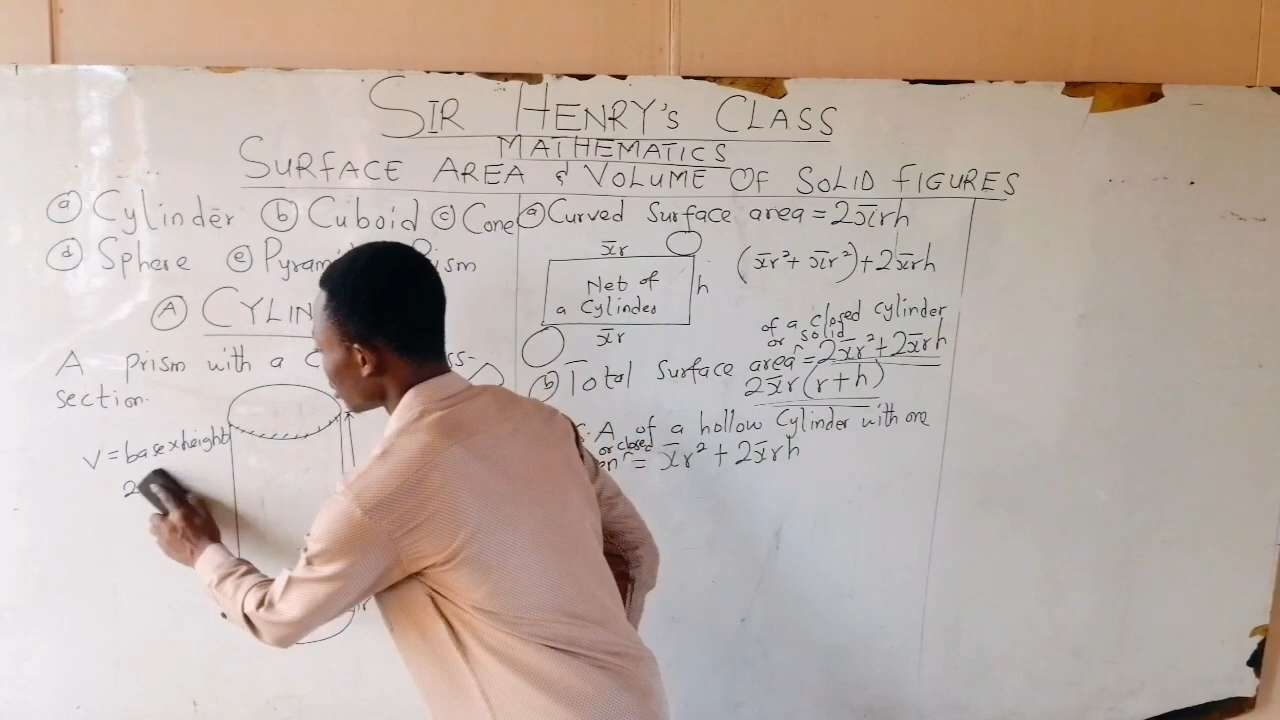 SIR HENRY'S CLASS
MATHEMATICS
SURFACE AREA & VOLUME OF SOLID FIGURES
(a) Cylinder (b) Cuboid (c) Cone
(d) Sphere (e)
(A)
A prism with a
section.
V = base x height
2
(a) Curved Surface area = 2πrh
πr
Net of
a Cylinder
h
πr
(πr² + πr²) + 2πrh
(b) Total Surface area of a closed cylinder
or solid
= 2πr² + 2πrh
2πr(r+h)
A of a hollow Cylinder with one
or closed
= πr² + 2πrh